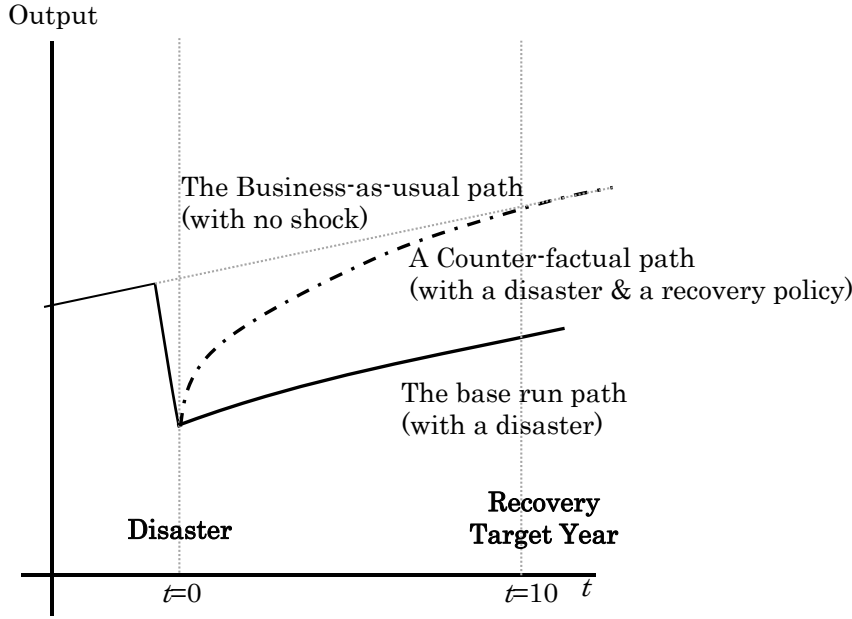 Output
The Business-as-usual path
(with no shock)
A Counter-factual path
(with a disaster & a recovery policy)
The base run path
(with a disaster)
Disaster
Recovery
Target Year
t=0
t=10
t